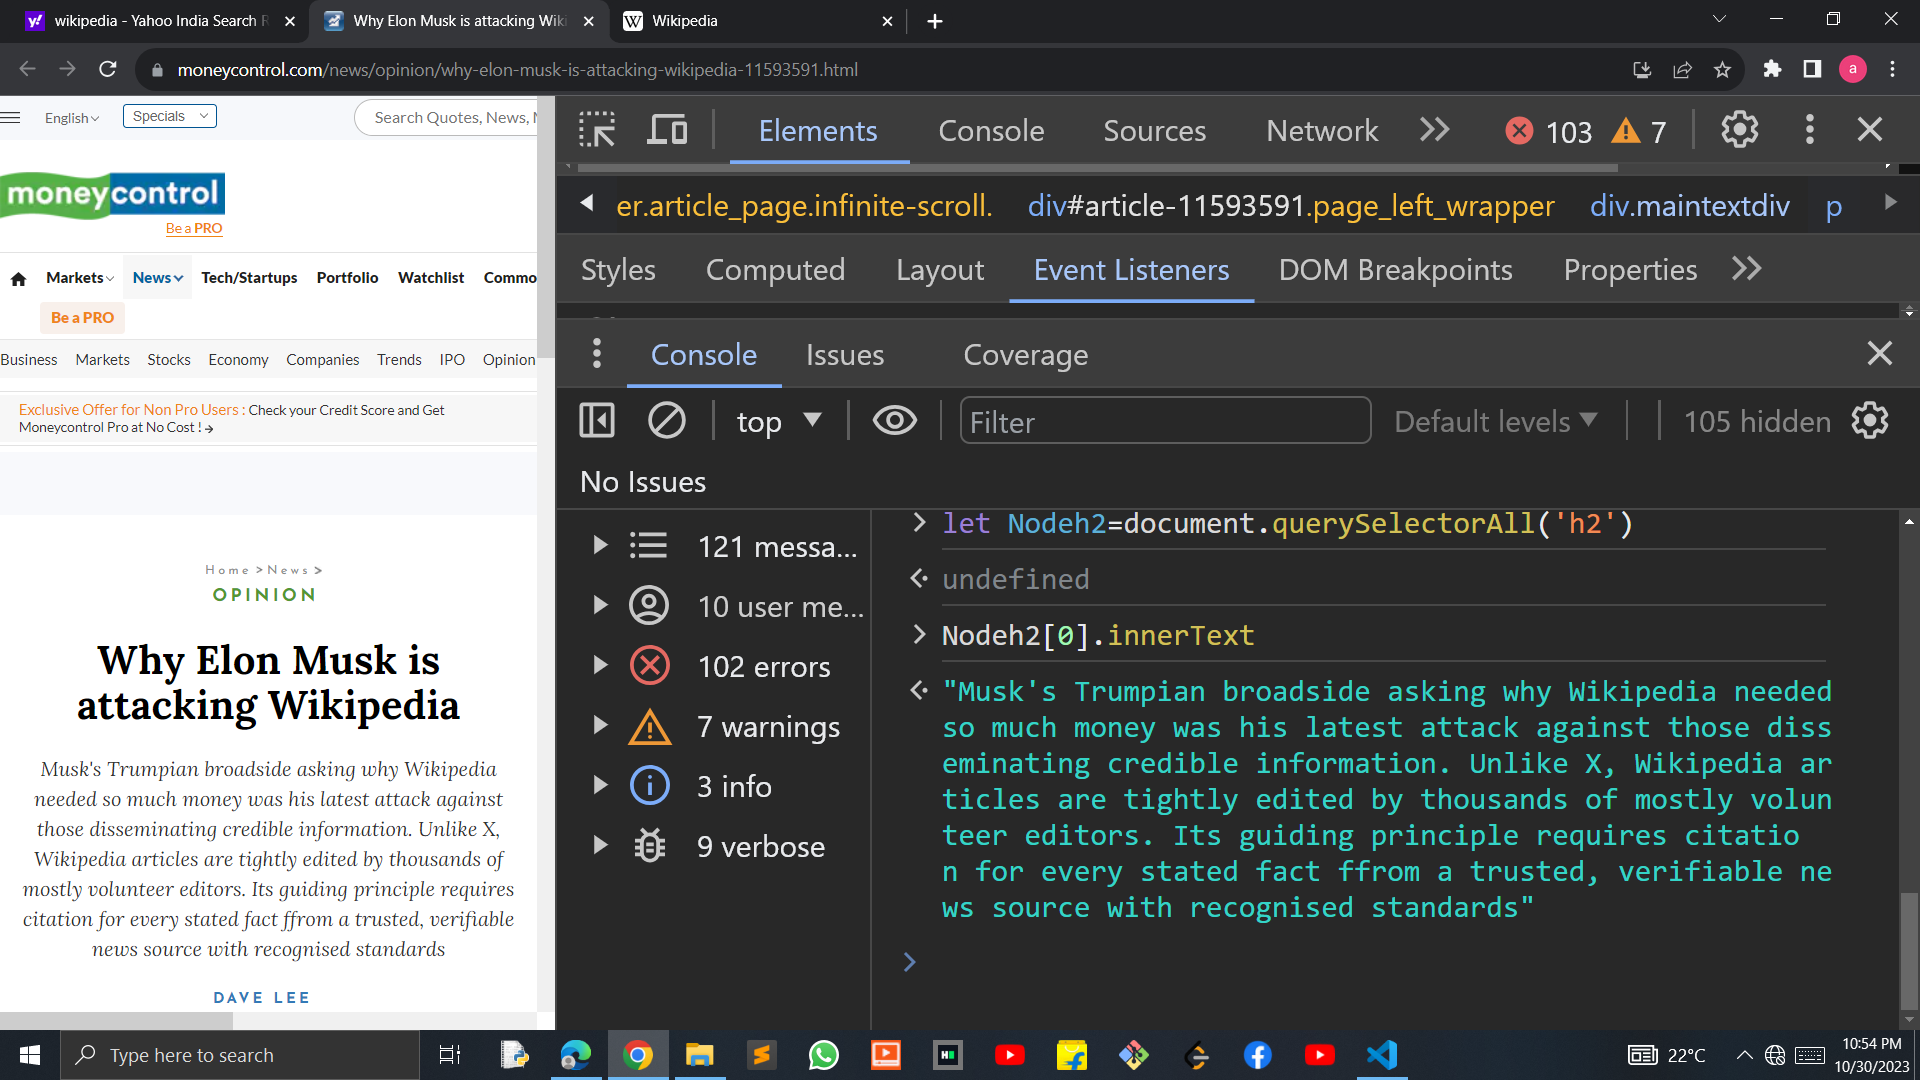 wikipedia - Yahoo India Search R
Why Elon Musk is attacking Wiki
Wikipedia
moneycontrol.com/news/opinion/why-elon-musk-is-attacking-wikipedia-11593591.html
a
English
Specials
Search Quotes, News, M
moneycontrol
Be a PRO
Markets News Tech/Startups Portfolio Watchlist Commo
Be a PRO
Business Markets Stocks Economy Companies Trends IPO Opinion
Exclusive Offer for Non Pro Users : Check your Credit Score and Get
Moneycontrol Pro at No Cost ! →
Home > News >
OPINION
Why Elon Musk is
attacking Wikipedia
Musk's Trumpian broadside asking why Wikipedia
needed so much money was his latest attack against
those disseminating credible information. Unlike X,
Wikipedia articles are tightly edited by thousands of
mostly volunteer editors. Its guiding principle requires
citation for every stated fact ffrom a trusted, verifiable
news source with recognised standards
DAVE LEE
Elements Console Sources Network 103 7
er.article_page.infinite-scroll. div#article-11593591.page_left_wrapper div.maintextdiv p
Styles Computed Layout Event Listeners DOM Breakpoints Properties
Console Issues Coverage
top Filter Default levels 105 hidden
No Issues
121 messa...
10 user me...
102 errors
7 warnings
3 info
9 verbose
let Nodeh2=document.querySelectorAll('h2')
undefined
Nodeh2[0].innerText
"Musk's Trumpian broadside asking why Wikipedia needed
so much money was his latest attack against those diss
eminating credible information. Unlike X, Wikipedia ar
ticles are tightly edited by thousands of mostly volun
teer editors. Its guiding principle requires citatio
n for every stated fact ffrom a trusted, verifiable ne
ws source with recognised standards"
Type here to search
22°C
10:54 PM
10/30/2023